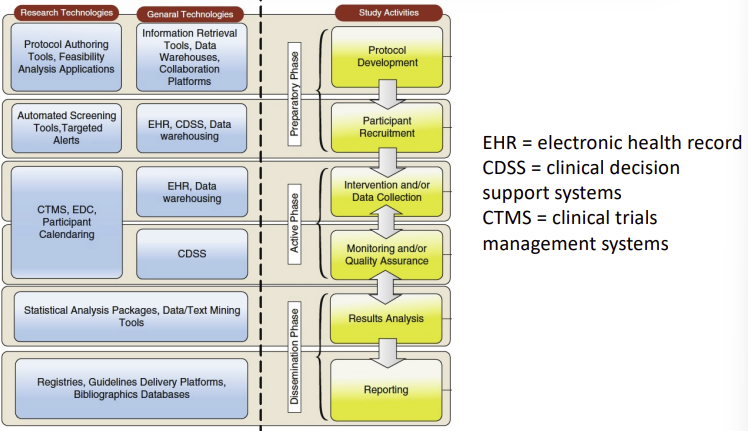 Research Technologies
Genaral Technologies
Study Activities
Protocol Authoring
Tools, Feasibility
Analysis Applications
Information Retrieval
Tools, Data
Warehouses,
Collaboration
Platforms
Preparatory Phase
Protocol
Development
Automated Screening
Tools,Targeted
Alerts
EHR, CDSS, Data
warehousing
Participant
Recruitment
CTMS, EDC,
Participant
Calendaring
EHR, Data
warehousing
Active Phase
Intervention and/or
Data Collection
CDSS
Monitoring and/or
Quality Assurance
Statistical Analysis Packages, Data/Text Mining
Tools
Dissemination Phase
Results Analysis
Registries, Guidelines Delivery Platforms,
Bibliographics Databases
Reporting
EHR = electronic health record
CDSS = clinical decision
support systems
CTMS = clinical trials
management systems